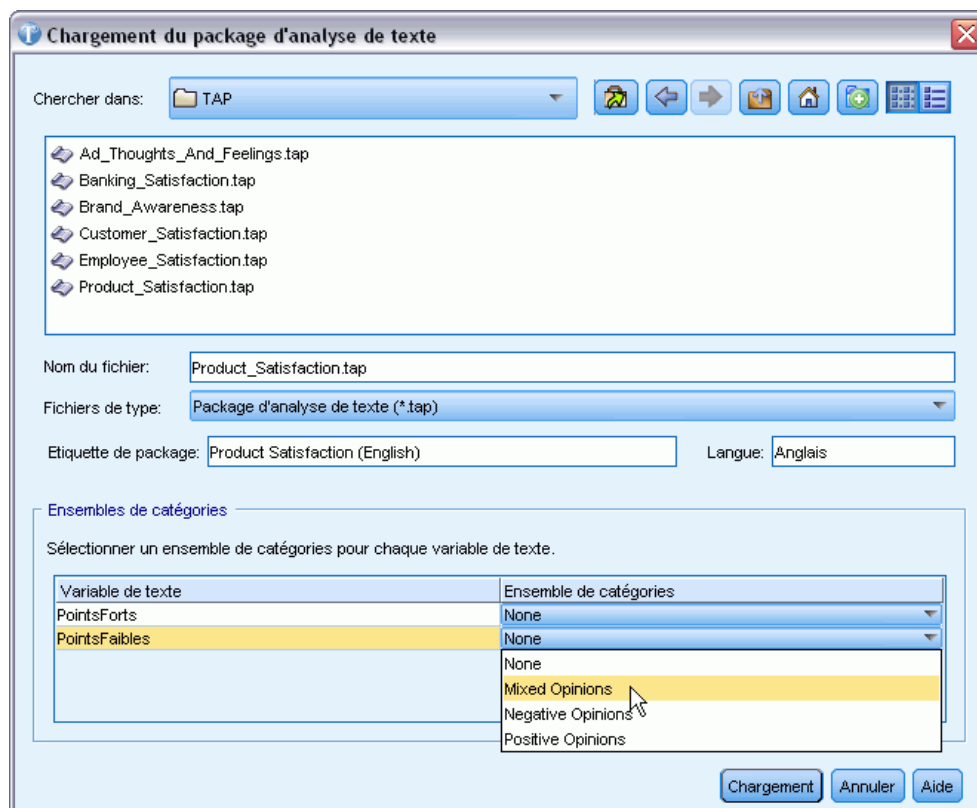 Chargement du package d'analyse de texte
Chercher dans: TAP
Ad_Thoughts_And_Feelings.tap
Banking_Satisfaction.tap
Brand_Awareness.tap
Customer_Satisfaction.tap
Employee_Satisfaction.tap
Product_Satisfaction.tap
Nom du fichier: Product_Satisfaction.tap
Fichiers de type: Package d'analyse de texte (*.tap)
Etiquette de package: Product Satisfaction (English) Langue: Anglais
Ensembles de catégories
Sélectionner un ensemble de catégories pour chaque variable de texte.
Variable de texte Ensemble de catégories
PointsForts None
PointsFaibles None
None
Mixed Opinions
Negative Opinions
Positive Opinions
Chargement Annuler Aide